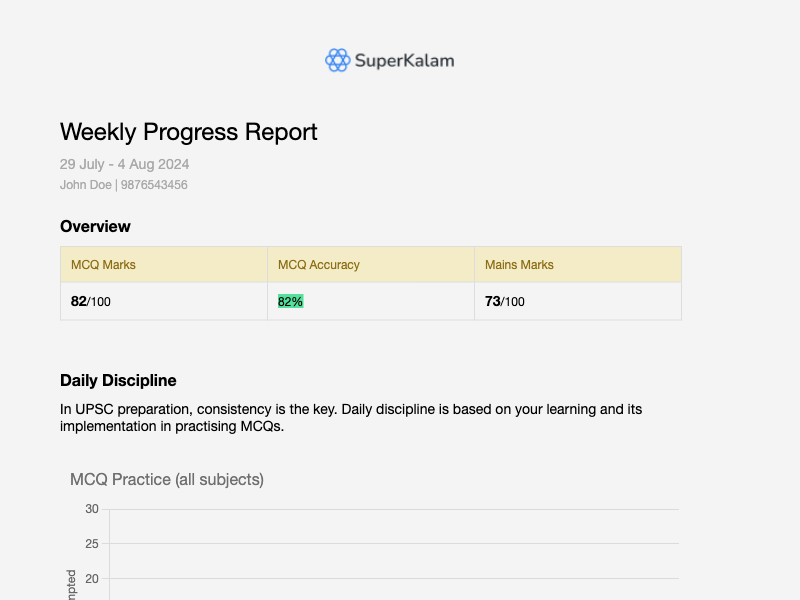 SuperKalam
Weekly Progress Report
29 July - 4 Aug 2024
John Doe | 9876543456
Overview
MCQ Marks MCQ Accuracy Mains Marks
82/100 82% 73/100
Daily Discipline
In UPSC preparation, consistency is the key. Daily discipline is based on your learning and its
implementation in practising MCQs.
MCQ Practice (all subjects)
30
25
20